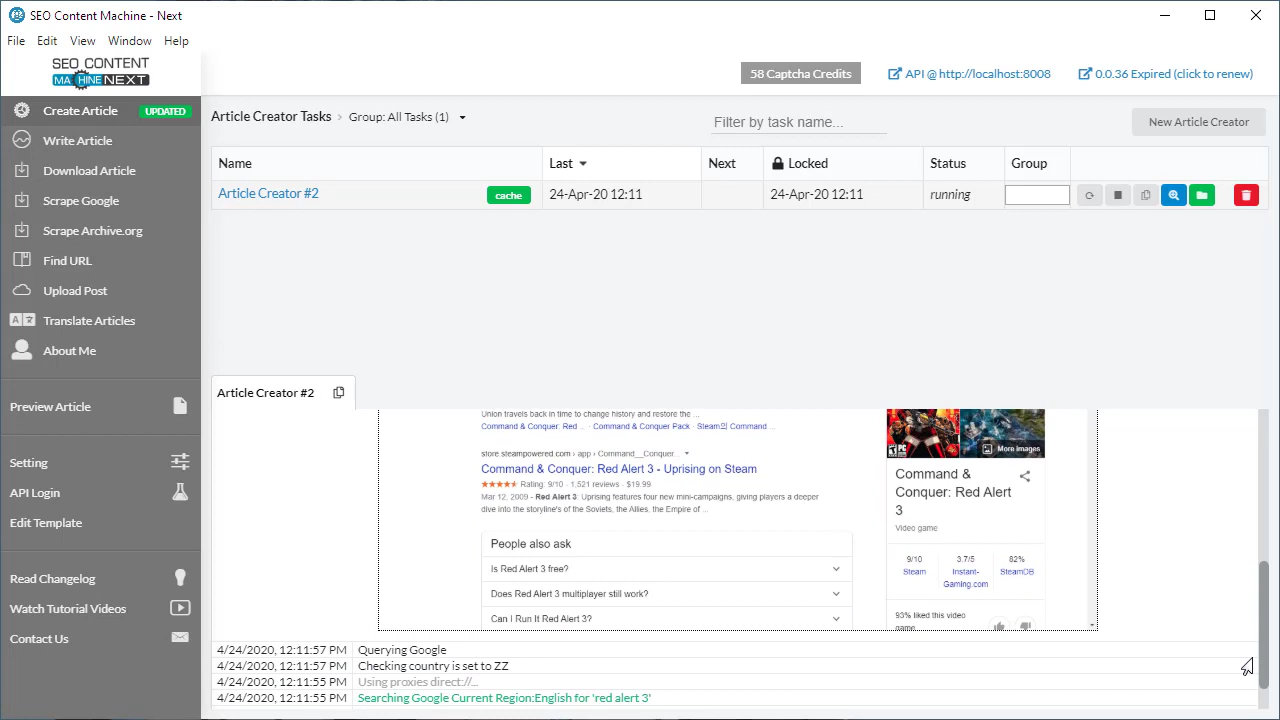 SEO Content Machine - Next
File Edit View Window Help
SEO CONTENT
MACHINE NEXT
58 Captcha Credits
API @ http://localhost:8008
0.0.36 Expired (click to renew)
Create Article UPDATED
Write Article
Download Article
Scrape Google
Scrape Archive.org
Find URL
Upload Post
Translate Articles
About Me
Preview Article
Setting
API Login
Edit Template
Read Changelog
Watch Tutorial Videos
Contact Us
Article Creator Tasks › Group: All Tasks (1)
Filter by task name...
New Article Creator
Name Last Next Locked Status Group
Article Creator #2 cache 24-Apr-20 12:11 24-Apr-20 12:11 running
Article Creator #2
Union travels back in time to change history and restore the ...
Command & Conquer: Red ... · Command & Conquer Pack · Steam의 Command ...
store.steampowered.com › app › Command__Conquer...
Command & Conquer: Red Alert 3 - Uprising on Steam
Rating: 9/10 · 1,521 reviews · $19.99
Mar 12, 2009 - Red Alert 3: Uprising features four new mini-campaigns, giving players a deeper
dive into the storyline's of the Soviets, the Allies, the Empire of ...
People also ask
Is Red Alert 3 free?
Does Red Alert 3 multiplayer still work?
Can I Run It Red Alert 3?
PC
More images
Command &
Conquer: Red Alert
3
Video game
9/10 3.7/5 82%
Steam Instant-Gaming.com SteamDB
93% liked this video
game
4/24/2020, 12:11:57 PM Querying Google
4/24/2020, 12:11:57 PM Checking country is set to ZZ
4/24/2020, 12:11:55 PM Using proxies direct://...
4/24/2020, 12:11:55 PM Searching Google Current Region:English for 'red alert 3'